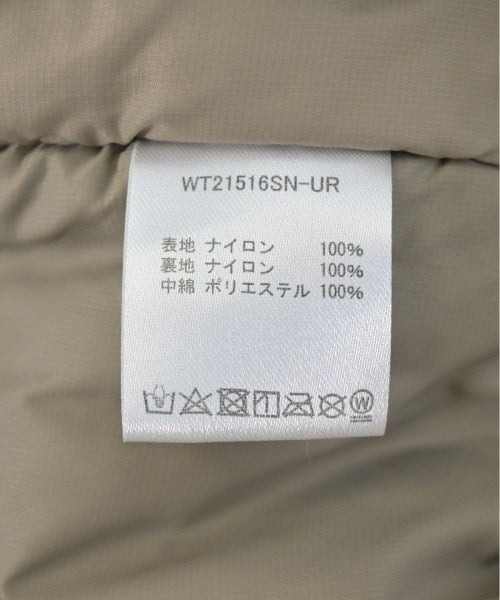 WT21516SN-UR
表地 ナイロン 100%
裏地 ナイロン 100%
中綿 ポリエステル 100%
W